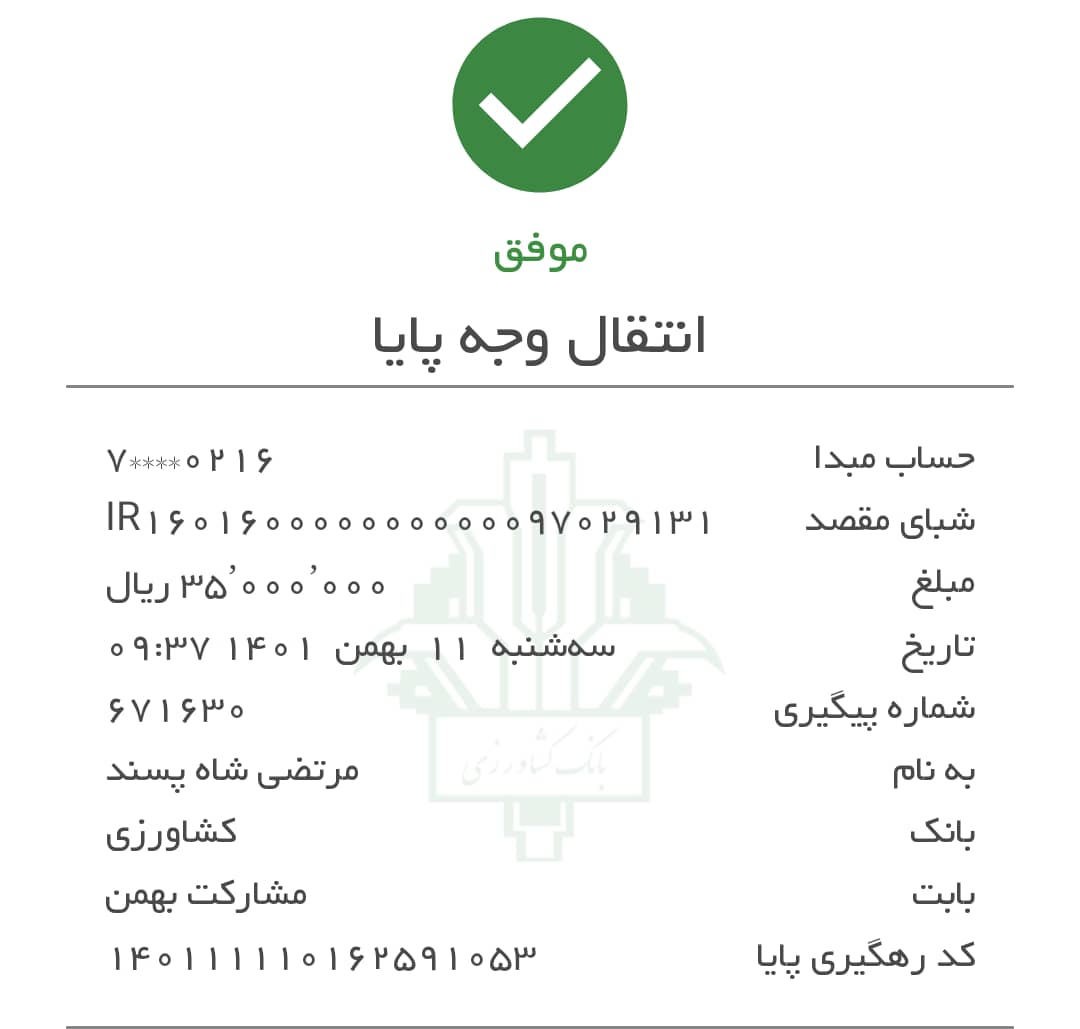 موفق
انتقال وجه پایا
حساب مبدا ۷****۰۲۱۶
شبای مقصد IR۱۶۰۱۶۰۰۰۰۰۰۰۰۰۰۰۰۹۷۰۲۹۱۳۱
مبلغ ۳۵٬۰۰۰٬۰۰۰ ریال
تاریخ سه‌شنبه ۱۱ بهمن ۱۴۰۱ ۰۹:۳۷
شماره پیگیری ۶۷۱۶۳۰
به نام مرتضی شاه پسند
بانک کشاورزی
بابت مشارکت بهمن
کد رهگیری پایا ۱۴۰۱۱۱۱۱۰۱۶۲۵۹۱۰۵۳
بانک کشاورزی